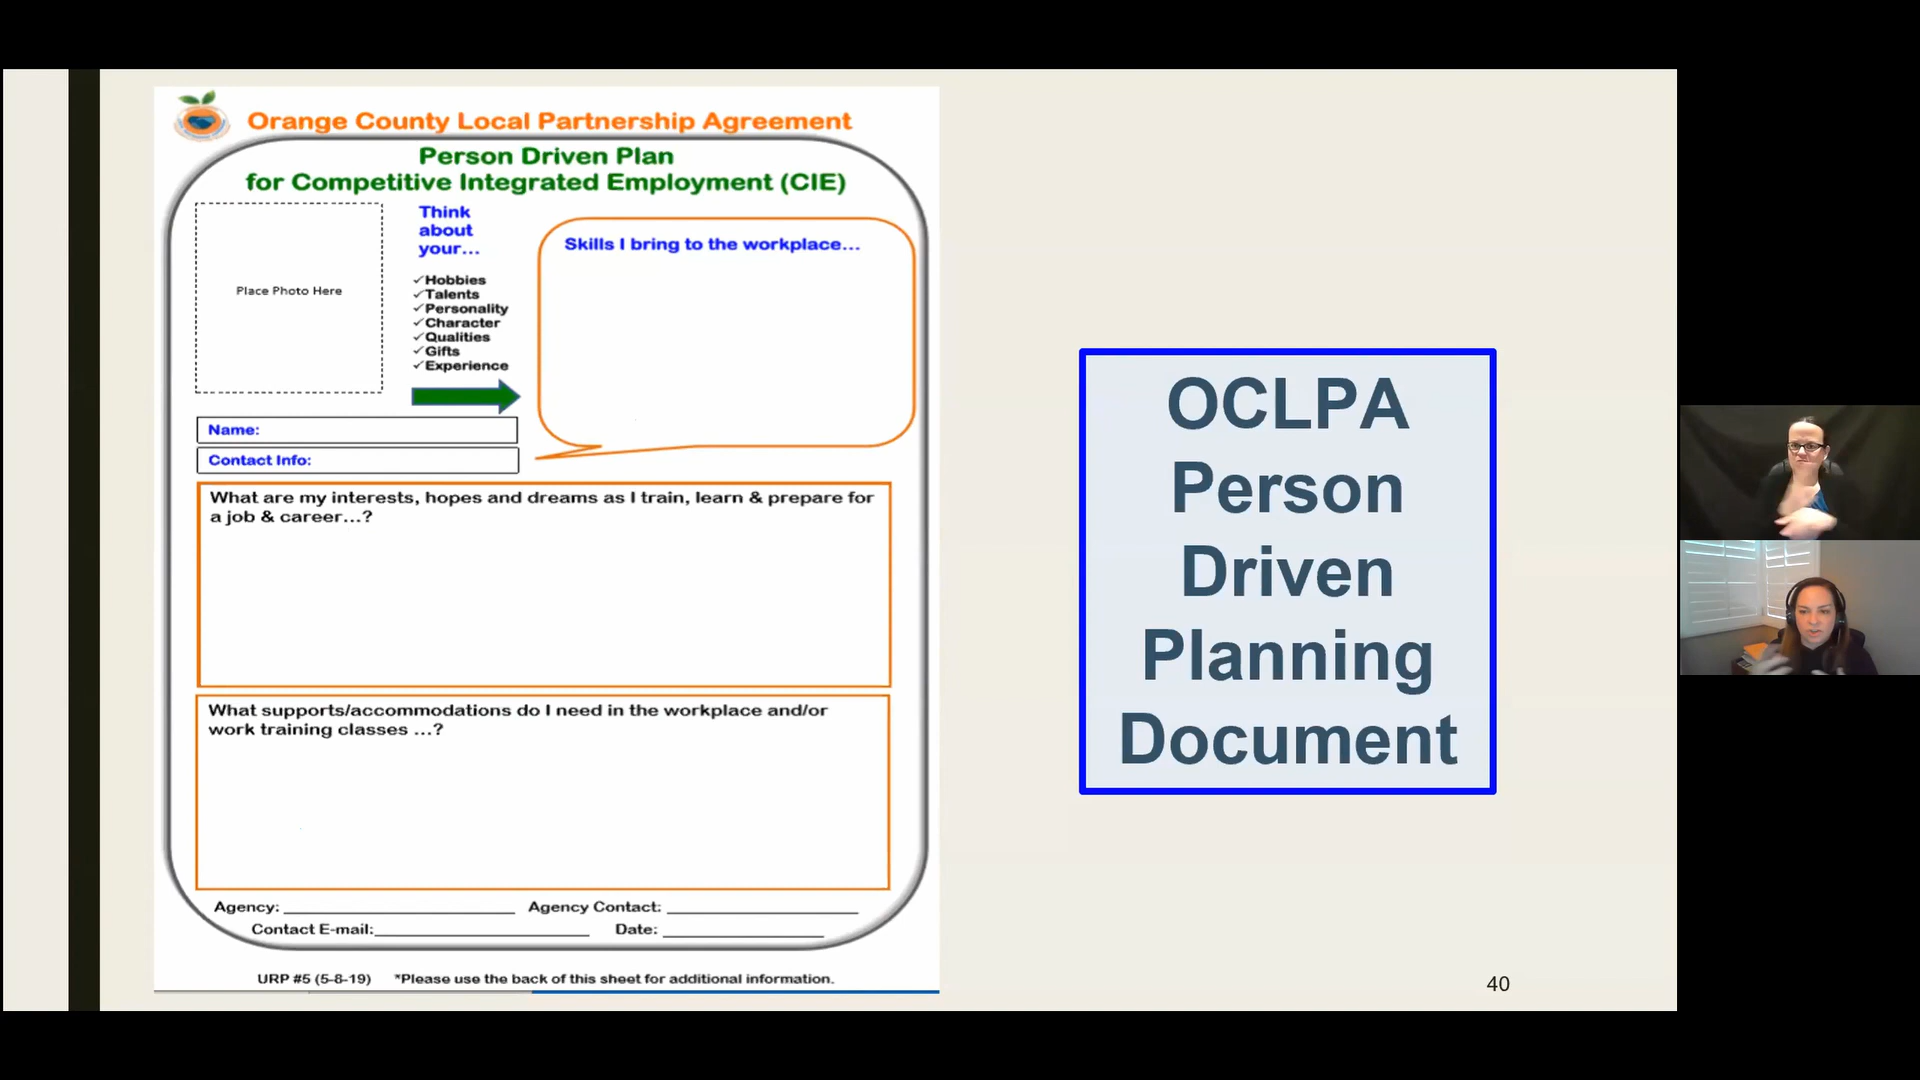 Orange County Local Partnership Agreement
Person Driven Plan
for Competitive Integrated Employment (CIE)
Place Photo Here
Think
about
your...
✓Hobbies
✓Talents
✓Personality
✓Character
✓Qualities
✓Gifts
✓Experience
Skills I bring to the workplace...
Name:
Contact Info:
What are my interests, hopes and dreams as I train, learn & prepare for
a job & career...?
What supports/accommodations do I need in the workplace and/or
work training classes ...?
Agency: ____________ Agency Contact: ____________
Contact E-mail:____________ Date: ____________
URP #5 (5-8-19) *Please use the back of this sheet for additional information.
OCLPA
Person
Driven
Planning
Document
40